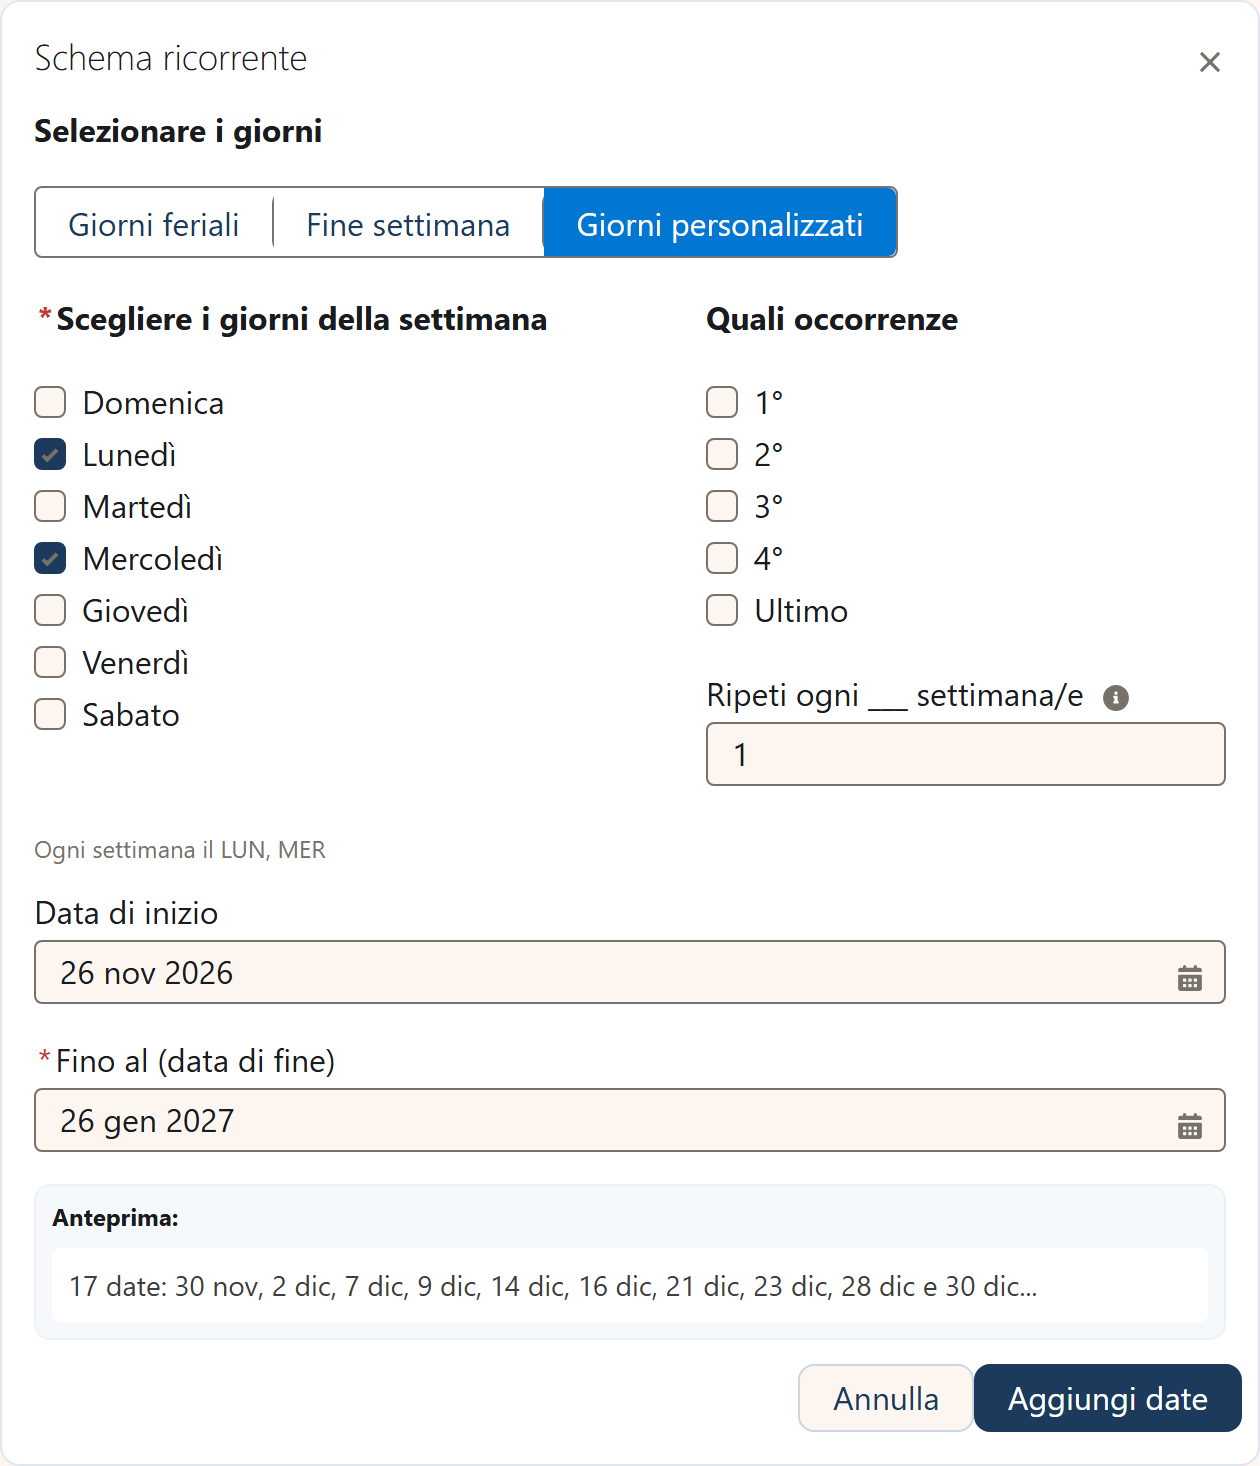 Schema ricorrente
Selezionare i giorni
Giorni feriali Fine settimana Giorni personalizzati
*Scegliere i giorni della settimana
Domenica
Lunedì
Martedì
Mercoledì
Giovedì
Venerdì
Sabato
Quali occorrenze
1°
2°
3°
4°
Ultimo
Ripeti ogni ___ settimana/e
1
Ogni settimana il LUN, MER
Data di inizio
26 nov 2026
*Fino al (data di fine)
26 gen 2027
Anteprima:
17 date: 30 nov, 2 dic, 7 dic, 9 dic, 14 dic, 16 dic, 21 dic, 23 dic, 28 dic e 30 dic...
Annulla Aggiungi date